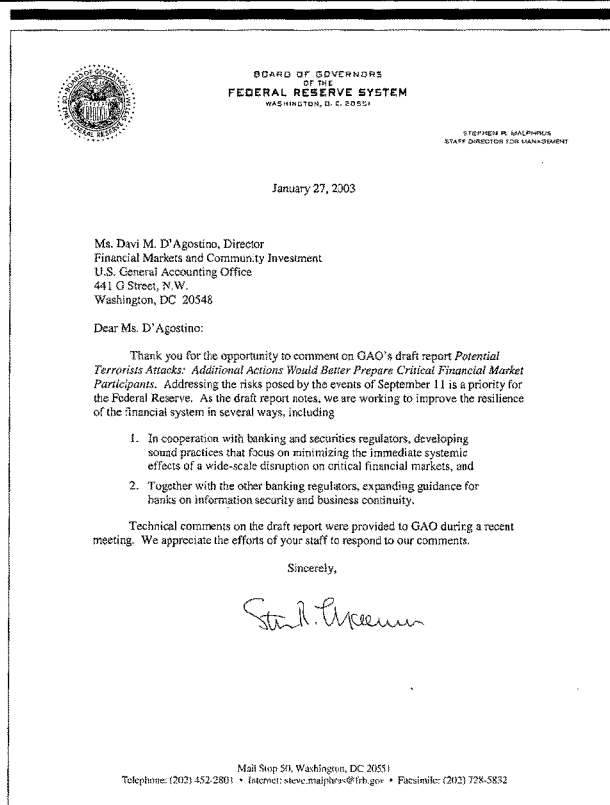 BOARD OF GOVERNORS
OF THE
FEDERAL RESERVE SYSTEM
WASHINGTON, D. C. 20551
STEPHEN R. MALPHRUS
STAFF DIRECTOR FOR MANAGEMENT
January 27, 2003
Ms. Davi M. D'Agostino, Director
Financial Markets and Community Investment
U.S. General Accounting Office
441 G Street, N.W.
Washington, DC 20548
Dear Ms. D'Agostino:
Thank you for the opportunity to comment on GAO's draft report Potential
Terrorists Attacks: Additional Actions Would Better Prepare Critical Financial Market
Participants. Addressing the risks posed by the events of September 11 is a priority for
the Federal Reserve. As the draft report notes, we are working to improve the resilience
of the financial system in several ways, including
1. In cooperation with banking and securities regulators, developing
sound practices that focus on minimizing the immediate systemic
effects of a wide-scale disruption on critical financial markets, and
2. Together with the other banking regulators, expanding guidance for
banks on information security and business continuity.
Technical comments on the draft report were provided to GAO during a recent
meeting. We appreciate the efforts of your staff to respond to our comments.
Sincerely,
Mail Stop 50, Washington, DC 20551
Telephone: (202) 452-2801 • Internet: steve.malphrus@frb.gov • Facsimile: (202) 728-5832